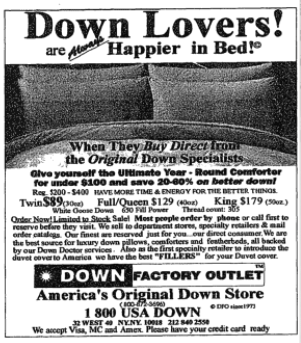 Down Lovers!
are Always Happier in Bed!©
When They Buy Direct from
the Original Down Specialists
Give yourself the Ultimate Year - Round Comforter
for under $100 and save 20-60% on better down!
Reg. $200 - $400 HAVE MORE TIME & ENERGY FOR THE BETTER THINGS.
Twin $89 (30oz) Full/Queen $129 (40oz) King $179 (50oz.)
White Goose Down 650 Fill Power Thread count: 305
Order Now! Limited to Stock Sale! Most people order by phone or call first to
reserve before they visit. We sell to department stores, specialty retailers & mail
order catalogs. Our finest are reserved just for you...our direct consumer. We are
the best source for luxury down pillows, comforters and featherbeds, all backed
by our Down Doctor services. Also as the first specialty retailer to introduce the
duvet cover to America we have the best "FILLERS" for your Duvet cover.
DOWN FACTORY OUTLET™
America's Original Down Store
(800-872-3696) © DFO since 1973
1 800 USA DOWN
32 WEST 40 NY.NY. 10018 212 840 2550
We accept Visa, MC and Amex. Please have your credit card ready